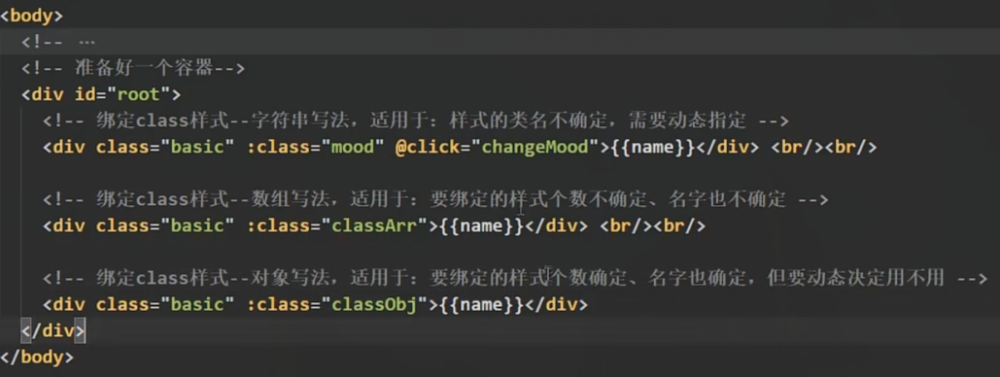 <body>
<!-- ...
<!-- 准备好一个容器-->
<div id="root">
<!-- 绑定class样式--字符串写法，适用于：样式的类名不确定，需要动态指定 -->
<div class="basic" :class="mood" @click="changeMood">{{name}}</div> <br/><br/>
<!-- 绑定class样式--数组写法，适用于：要绑定的样式个数不确定、名字也不确定 -->
<div class="basic" :class="classArr">{{name}}</div> <br/><br/>
<!-- 绑定class样式--对象写法，适用于：要绑定的样式个数确定、名字也确定，但要动态决定用不用 -->
<div class="basic" :class="classObj">{{name}}</div>
</div>
</body>